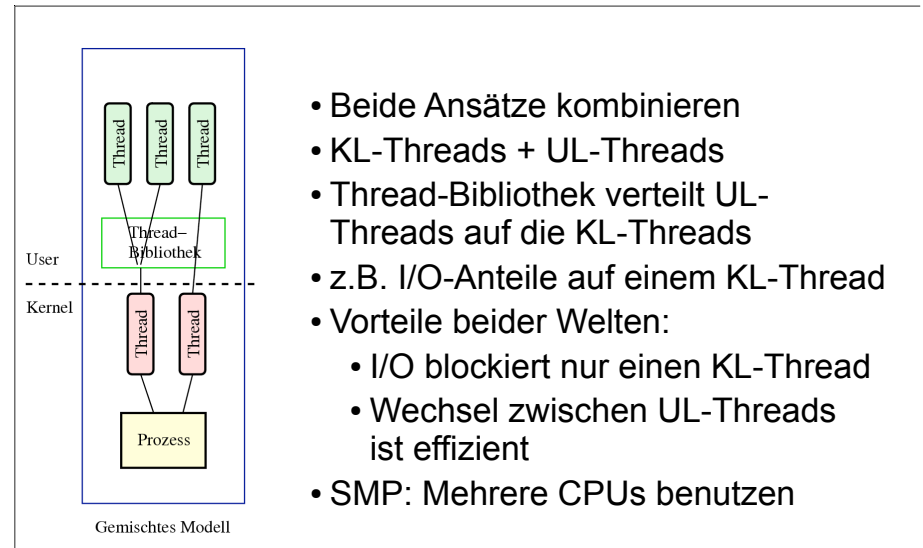 Thread
Thread
Thread
Thread–
Bibliothek
User
Kernel
Thread
Thread
Prozess
Gemischtes Modell
• Beide Ansätze kombinieren
• KL-Threads + UL-Threads
• Thread-Bibliothek verteilt UL-
Threads auf die KL-Threads
• z.B. I/O-Anteile auf einem KL-Thread
• Vorteile beider Welten:
• I/O blockiert nur einen KL-Thread
• Wechsel zwischen UL-Threads
ist effizient
• SMP: Mehrere CPUs benutzen